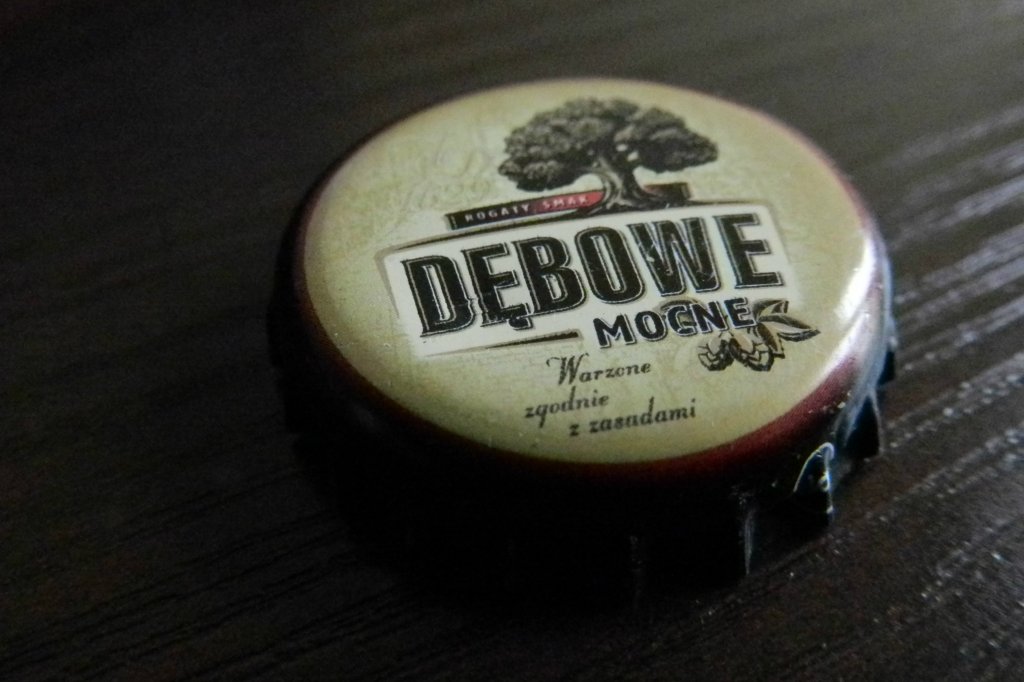 BOGATY SMAK
DĘBOWE
MOCNE
Warzone
zgodnie
z zasadami